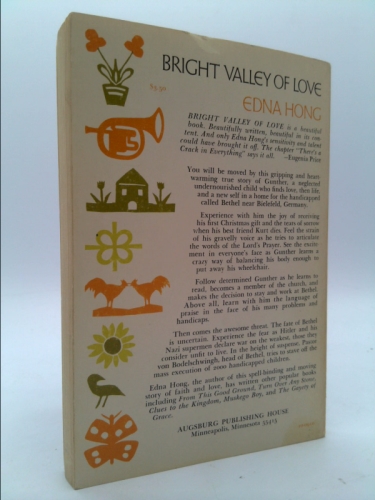 BRIGHT VALLEY OF LOVE
EDNA HONG
BRIGHT VALLEY OF LOVE is a beautiful
book. Beautifully written, beautiful in its con-
tent. And only Edna Hong's sensitivity and talent
could have brought it off. The chapter "There's a
Crack in Everything" says it all. —Eugenia Price
You will be moved by this gripping and heart
warming true story of Gunther, a neglected
undernourished child who finds love, then life,
and a new self in a home for the handicapped
called Bethel near Bielefeld, Germany.
Experience with him the joy of receiving
his first Christmas gift and the tears of sorrow
when his best friend Kurt dies. Feel the strain
of his gravelly voice as he tries to articulate
the words of the Lord's Prayer. See the excite-
ment in everyone's face as Gunther learns a
crazy way of balancing his body enough to
put away his wheelchair.
Follow determined Gunther as he learns to
read, becomes a member of the church, and
makes the decision to stay and work at Bethel.
Above all, learn with him the language of
praise in the face of his many problems and
handicaps.
Then comes the awesome threat. The fate of Bethel
is uncertain. Experience the fear as Hitler and his
Nazi supermen declare war on the weakest, those they
consider unfit to live. In the bright of suspense, Pastor
von Bodelschwingh, head of Bethel, tries to stave off the
mass execution of 2000 handicapped children.
Edna Hong, the author of this spell-binding and moving
story of faith and love, has written other popular books
including From This Good Ground, Turn Over Any Stone,
Clues to the Kingdom, Muskego Boy, and The Gayety of
Grace.
AUGSBURG PUBLISHING HOUSE
Minneapolis, Minnesota 55415